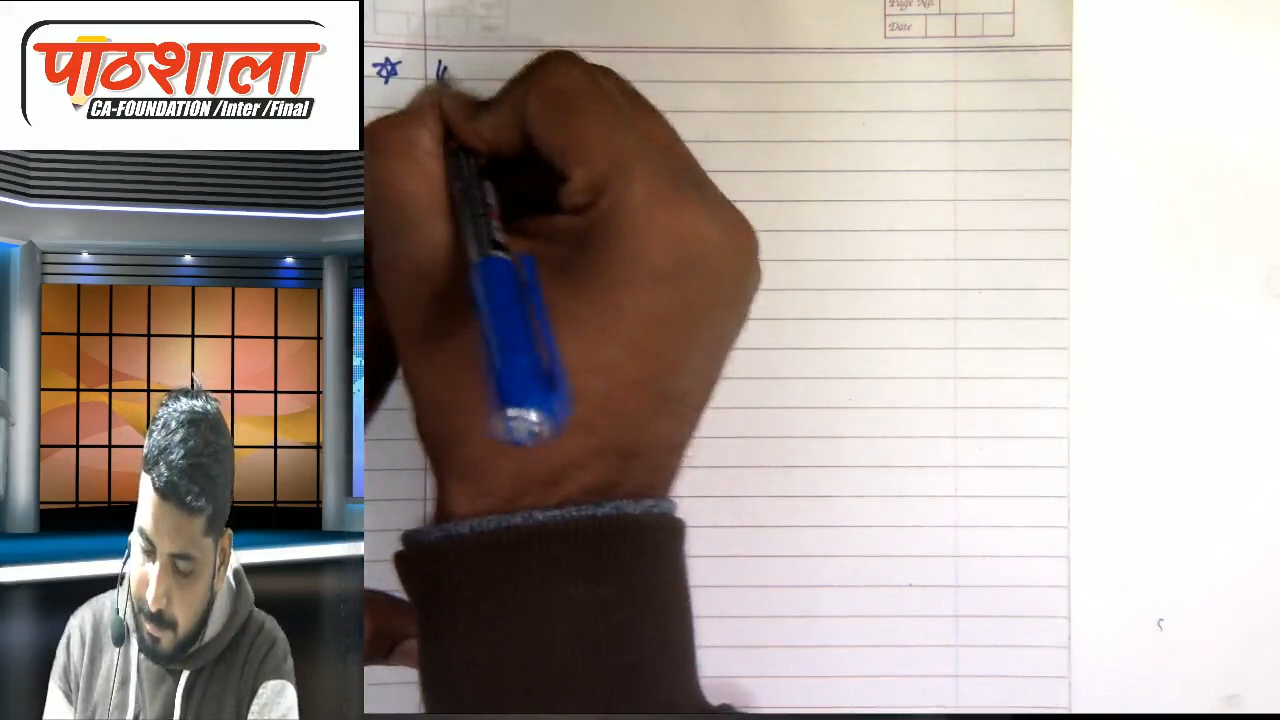 पाठशाला
CA-FOUNDATION /Inter /Final
Page No.
Date